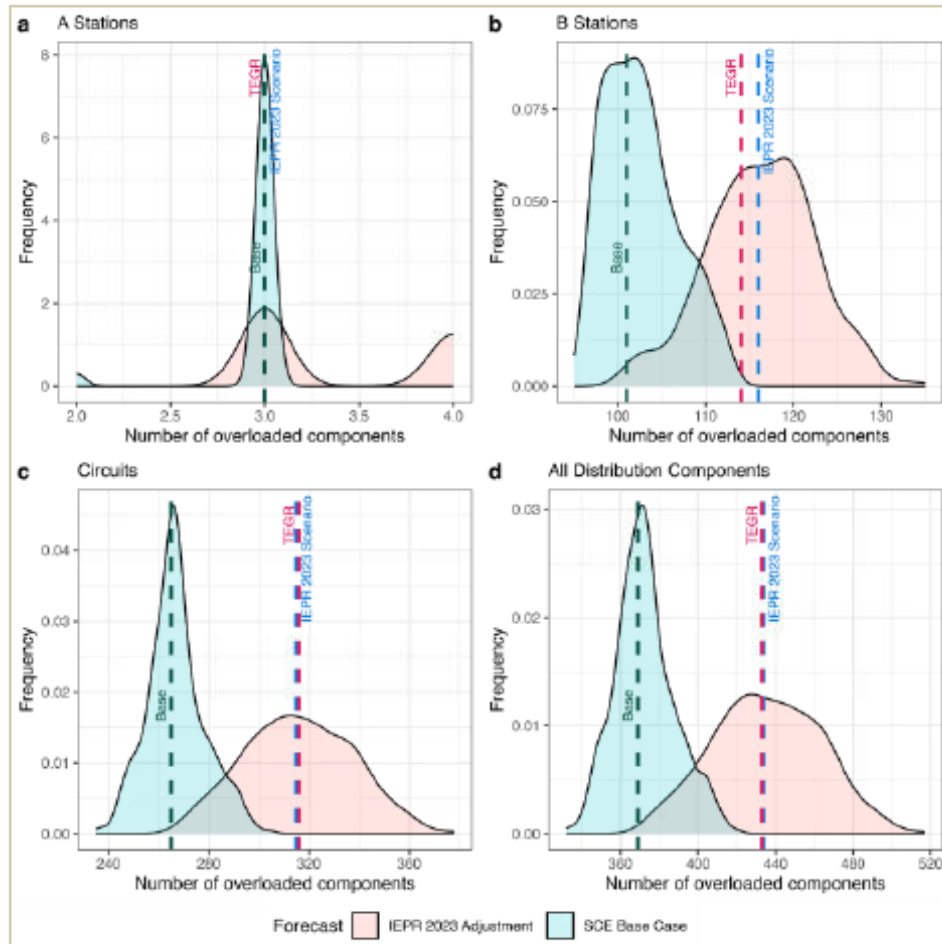 a A Stations
8
6
4
2
0
Frequency
TEGR
IEPR 2023 Scenario
Base
2.0 2.5 3.0 3.5 4.0
Number of overloaded components
b B Stations
0.075
0.050
0.025
0.000
Frequency
TEGR
IEPR 2023 Scenario
Base
100 110 120 130
Number of overloaded components
c Circuits
0.04
0.03
0.02
0.01
0.00
Frequency
TEGR
IEPR 2023 Scenario
Base
240 280 320 360
Number of overloaded components
d All Distribution Components
0.03
0.02
0.01
0.00
Frequency
TEGR
IEPR 2023 Scenario
Base
360 400 440 480 520
Number of overloaded components
Forecast IEPR 2023 Adjustment SCE Base Case